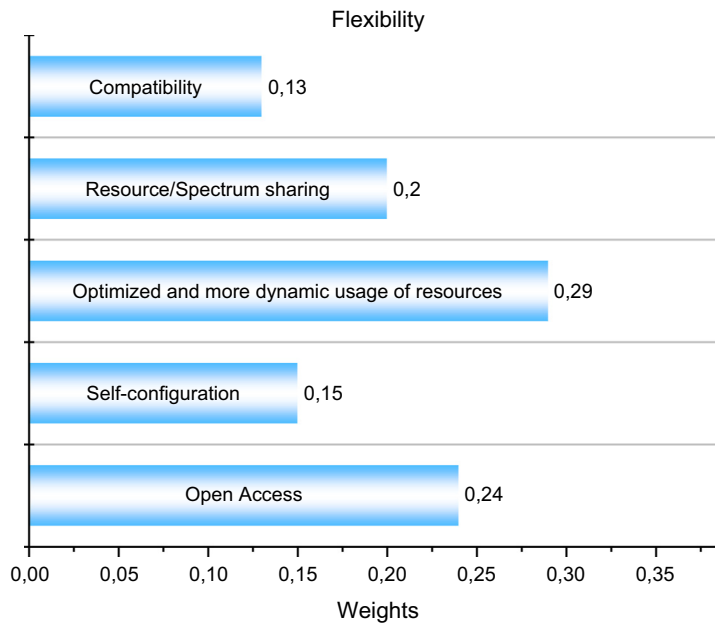 Flexibility
Compatibility 0,13
Resource/Spectrum sharing 0,2
Optimized and more dynamic usage of resources 0,29
Self-configuration 0,15
Open Access 0,24
0,00 0,05 0,10 0,15 0,20 0,25 0,30 0,35
Weights